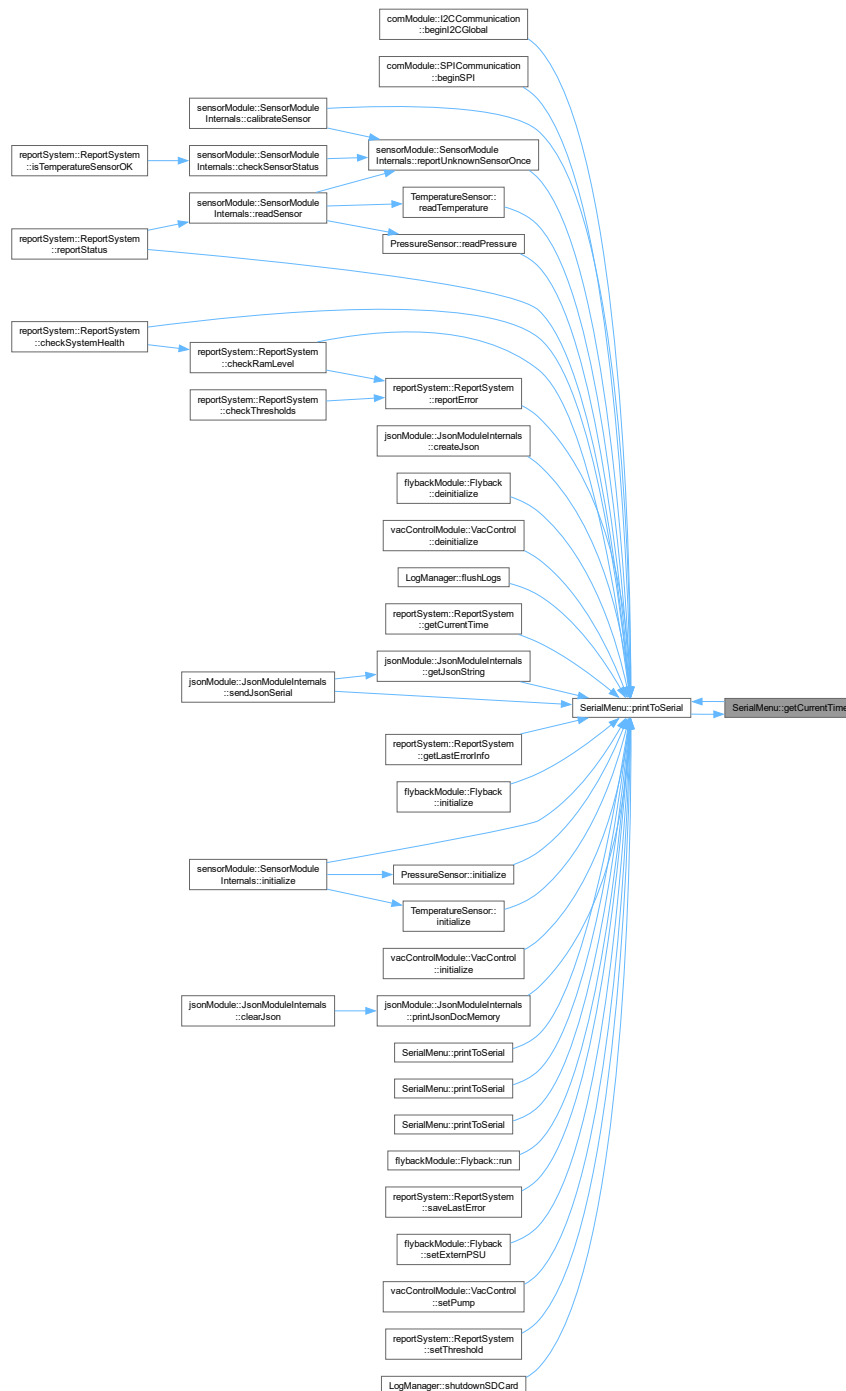 comModule::I2CCommunication
::beginI2CGlobal
comModule::SPICommunication
::beginSPI
sensorModule::SensorModule
Internals::calibrateSensor
sensorModule::SensorModule
Internals::reportUnknownSensorOnce
reportSystem::ReportSystem
::isTemperatureSensorOK
sensorModule::SensorModule
Internals::checkSensorStatus
sensorModule::SensorModule
Internals::readSensor
TemperatureSensor::
readTemperature
reportSystem::ReportSystem
::reportStatus
PressureSensor::readPressure
reportSystem::ReportSystem
::checkSystemHealth
reportSystem::ReportSystem
::checkRamLevel
reportSystem::ReportSystem
::reportError
reportSystem::ReportSystem
::checkThresholds
jsonModule::JsonModuleInternals
::createJson
flybackModule::Flyback
::deinitialize
vacControlModule::VacControl
::deinitialize
LogManager::flushLogs
reportSystem::ReportSystem
::getCurrentTime
jsonModule::JsonModuleInternals
::getJsonString
jsonModule::JsonModuleInternals
::sendJsonSerial
SerialMenu::printToSerial
SerialMenu::getCurrentTime
reportSystem::ReportSystem
::getLastErrorInfo
flybackModule::Flyback
::initialize
sensorModule::SensorModule
Internals::initialize
PressureSensor::initialize
TemperatureSensor::
initialize
vacControlModule::VacControl
::initialize
jsonModule::JsonModuleInternals
::clearJson
jsonModule::JsonModuleInternals
::printJsonDocMemory
SerialMenu::printToSerial
SerialMenu::printToSerial
SerialMenu::printToSerial
flybackModule::Flyback::run
reportSystem::ReportSystem
::saveLastError
flybackModule::Flyback
::setExternPSU
vacControlModule::VacControl
::setPump
reportSystem::ReportSystem
::setThreshold
LogManager::shutdownSDCard